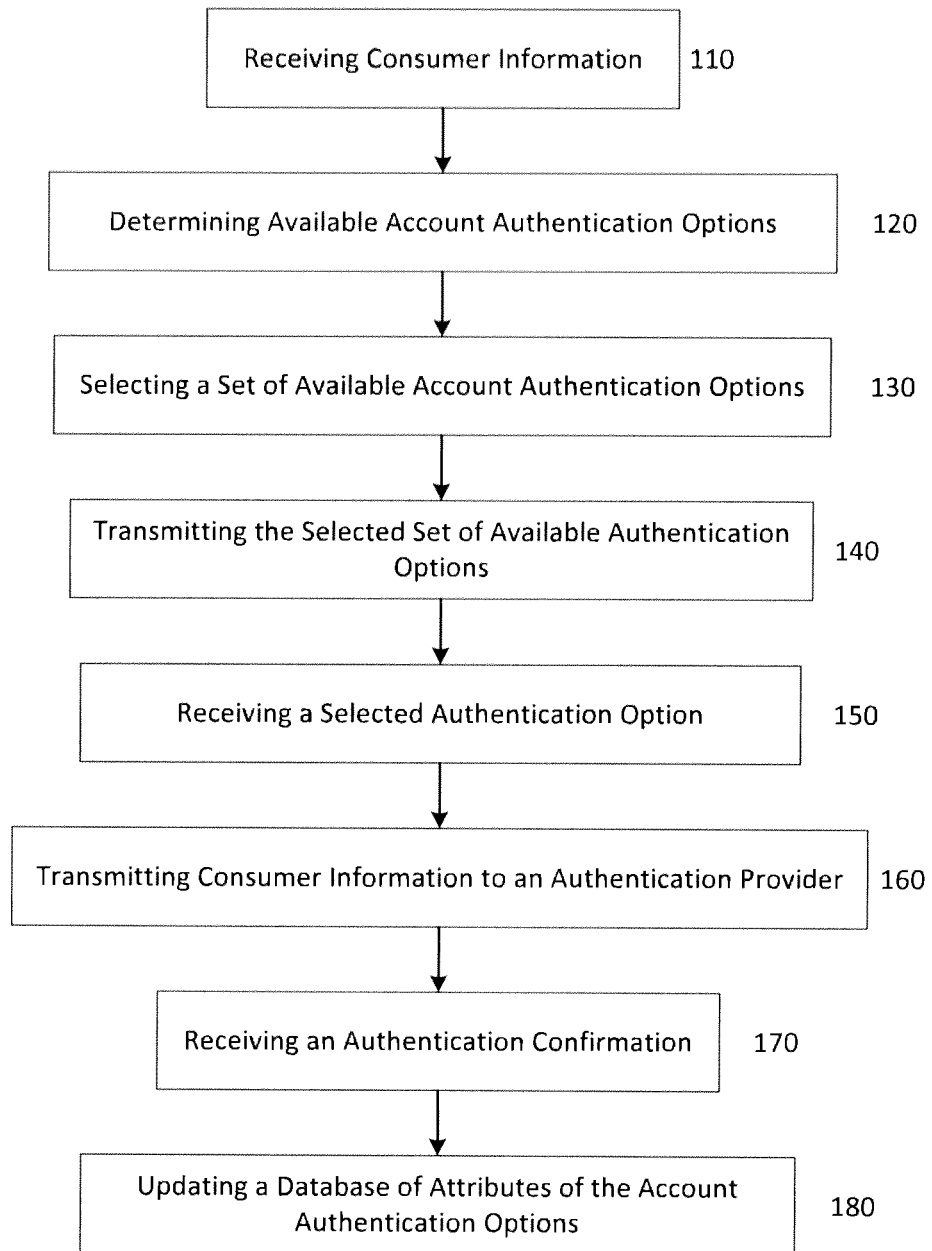 Receiving Consumer Information 110
Determining Available Account Authentication Options 120
Selecting a Set of Available Account Authentication Options 130
Transmitting the Selected Set of Available Authentication
Options 140
Receiving a Selected Authentication Option 150
Transmitting Consumer Information to an Authentication Provider 160
Receiving an Authentication Confirmation 170
Updating a Database of Attributes of the Account
Authentication Options 180